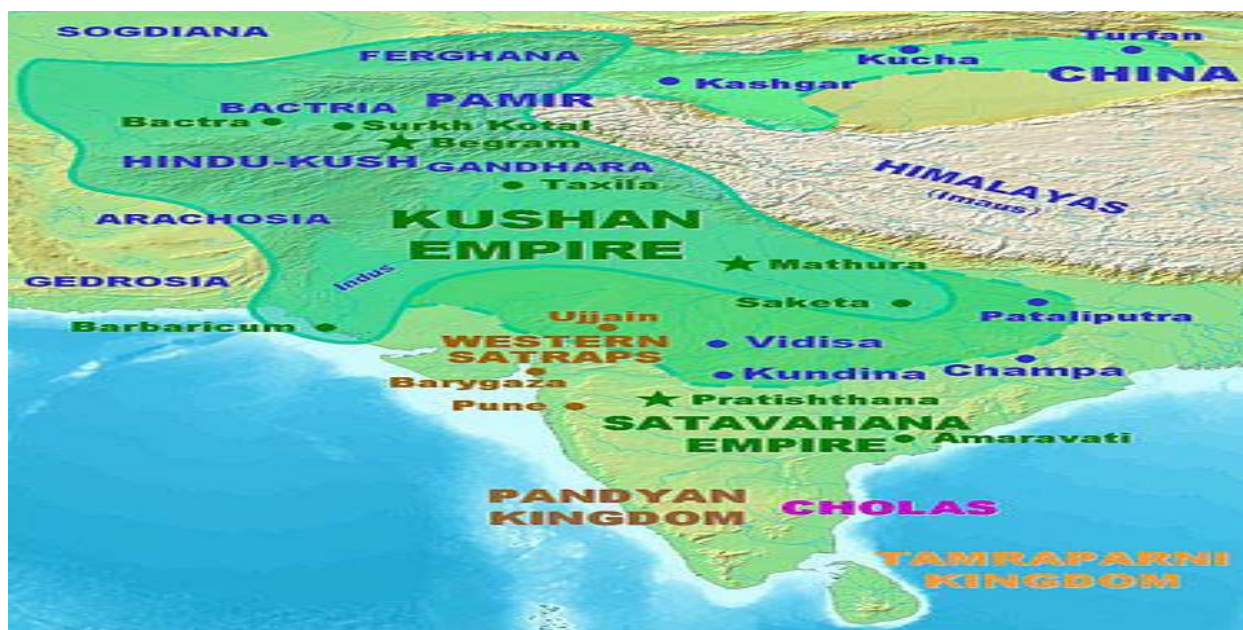 SOGDIANA
FERGHANA
Turfan
Kucha
CHINA
Kashgar
BACTRIA
PAMIR
Bactra
Surkh Kotal
Begram
HINDU-KUSH
GANDHARA
Taxila
HIMALAYAS
(Imaus)
ARACHOSIA
KUSHAN
EMPIRE
GEDROSIA
Indus
Mathura
Saketa
Pataliputra
Barbaricum
Ujjain
WESTERN
SATRAPS
Vidisa
Barygaza
Kundina
Champa
Pune
Pratishthana
SATAVAHANA
EMPIRE
Amaravati
PANDYAN
KINGDOM
CHOLAS
TAMRAPARNI
KINGDOM